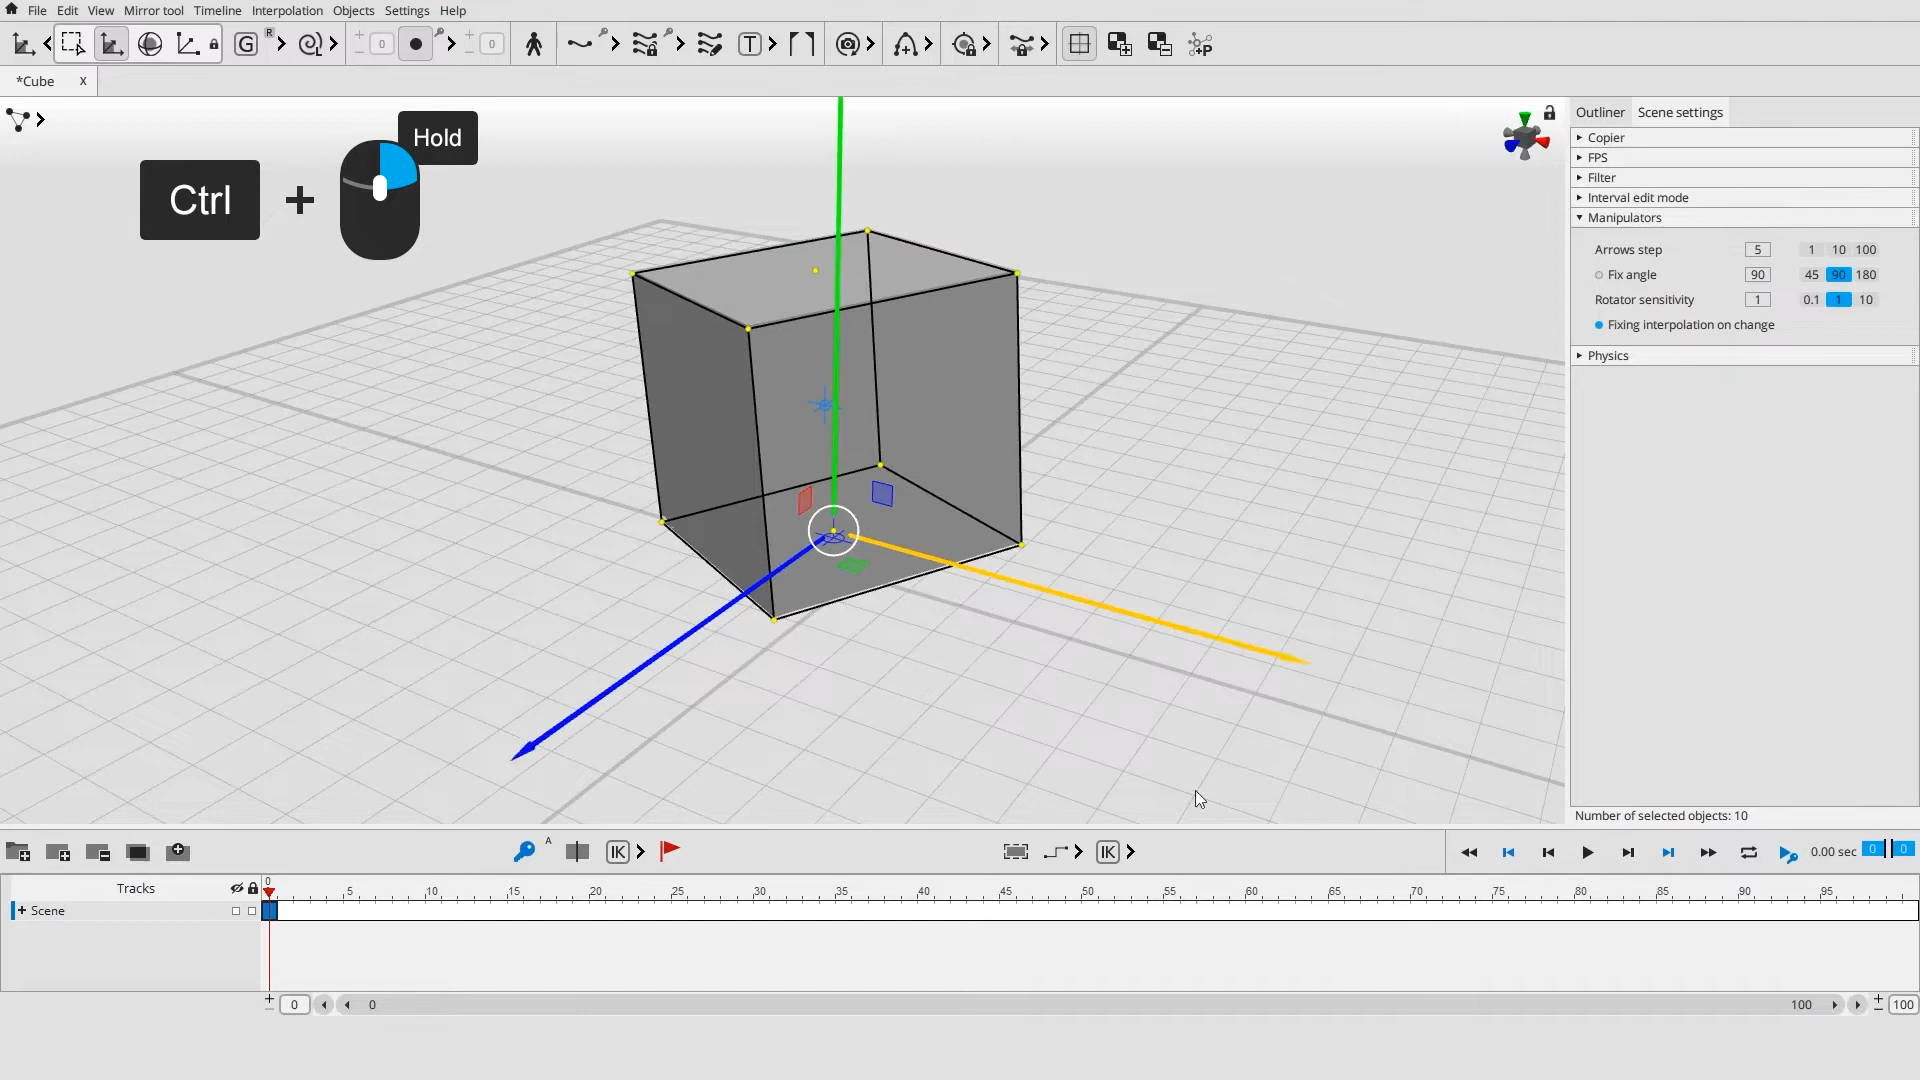 File Edit View Mirror tool Timeline Interpolation Objects Settings Help
G R L 0 0 T P
*Cube x
Hold
Ctrl +
Outliner Scene settings
Copier
FPS
Filter
Interval edit mode
Manipulators
Arrows step 5 1 10 100
Fix angle 90 45 90 180
Rotator sensitivity 1 0.1 1 10
Fixing interpolation on change
Physics
Number of selected objects: 10
A IK IK 0.00 sec 0 0
Tracks 0 5 10 15 20 25 30 35 40 45 50 55 60 65 70 75 80 85 90 95
+ Scene
0 0 100 100